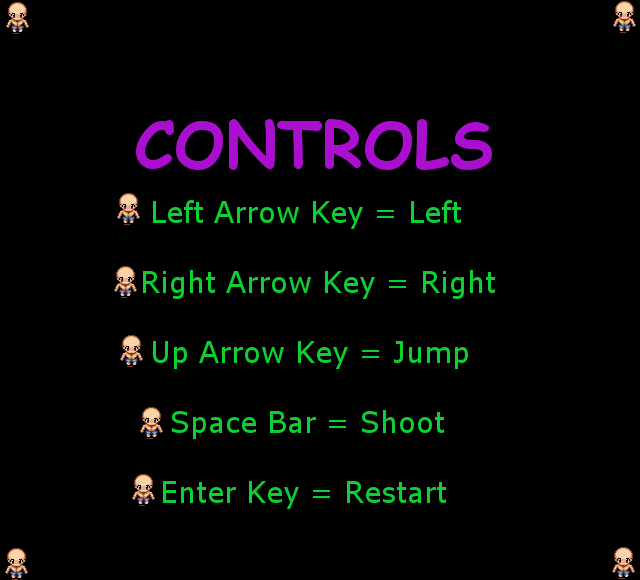 CONTROLS
Left Arrow Key = Left
Right Arrow Key = Right
Up Arrow Key = Jump
Space Bar = Shoot
Enter Key = Restart